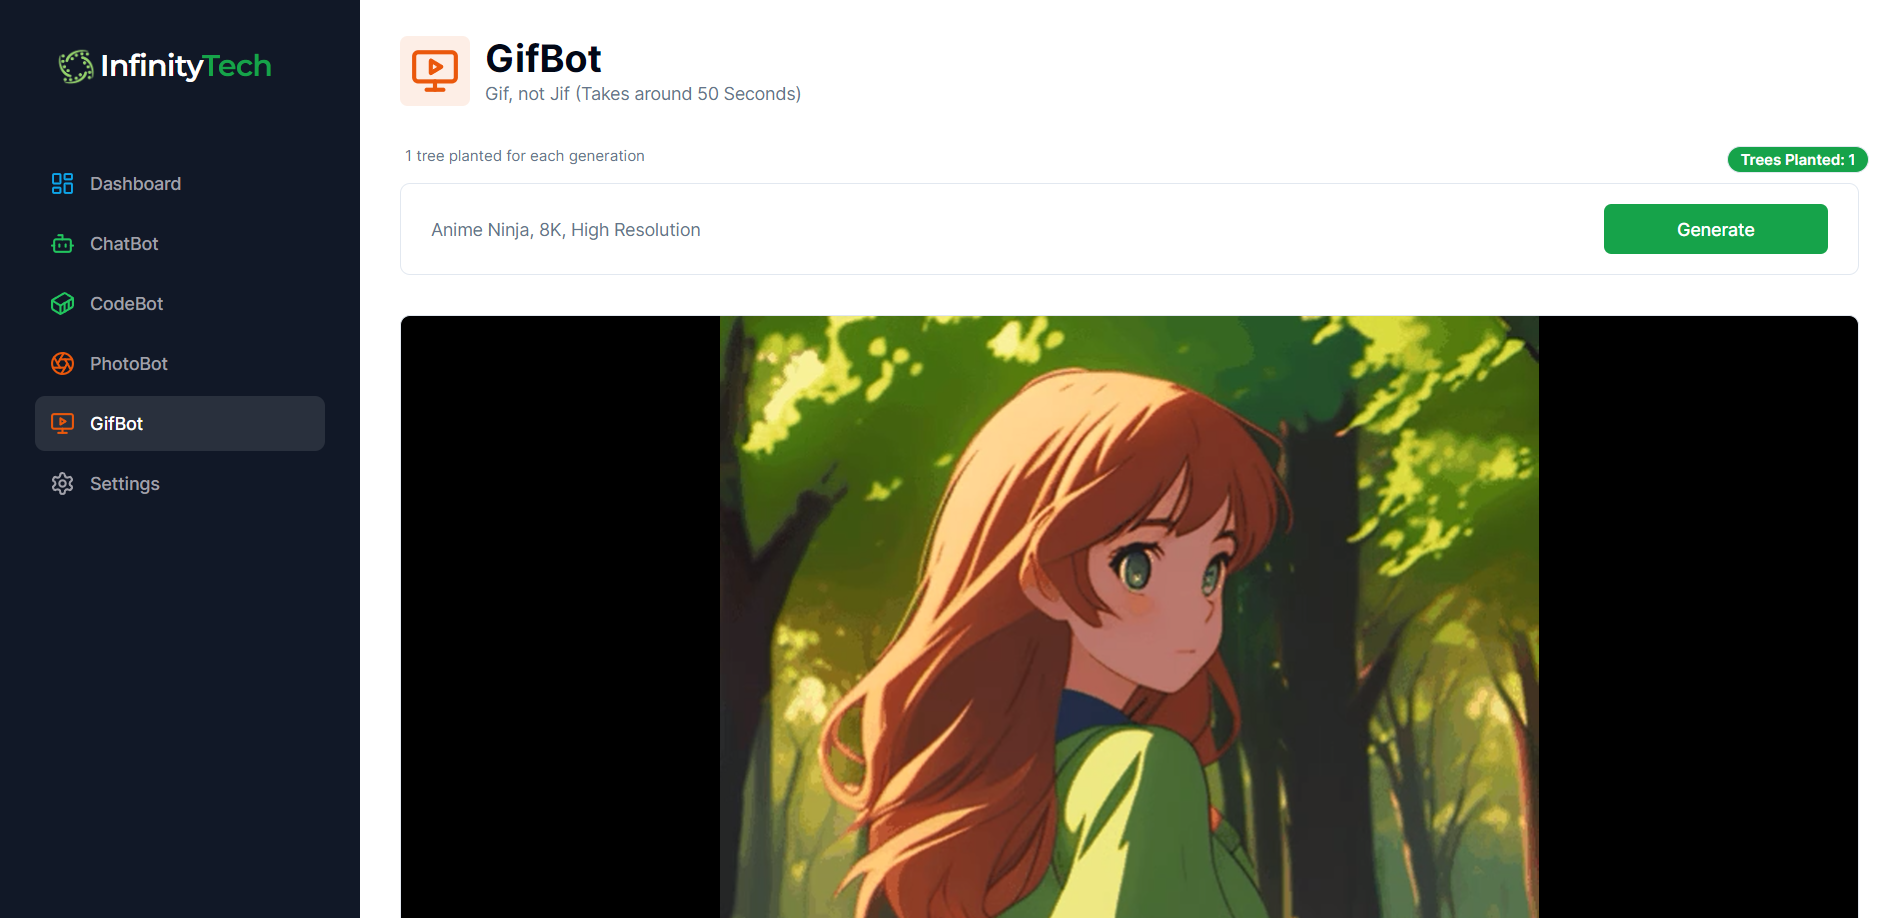 InfinityTech
Dashboard
ChatBot
CodeBot
PhotoBot
GifBot
Settings
GifBot
Gif, not Jif (Takes around 50 Seconds)
1 tree planted for each generation
Trees Planted: 1
Anime Ninja, 8K, High Resolution
Generate